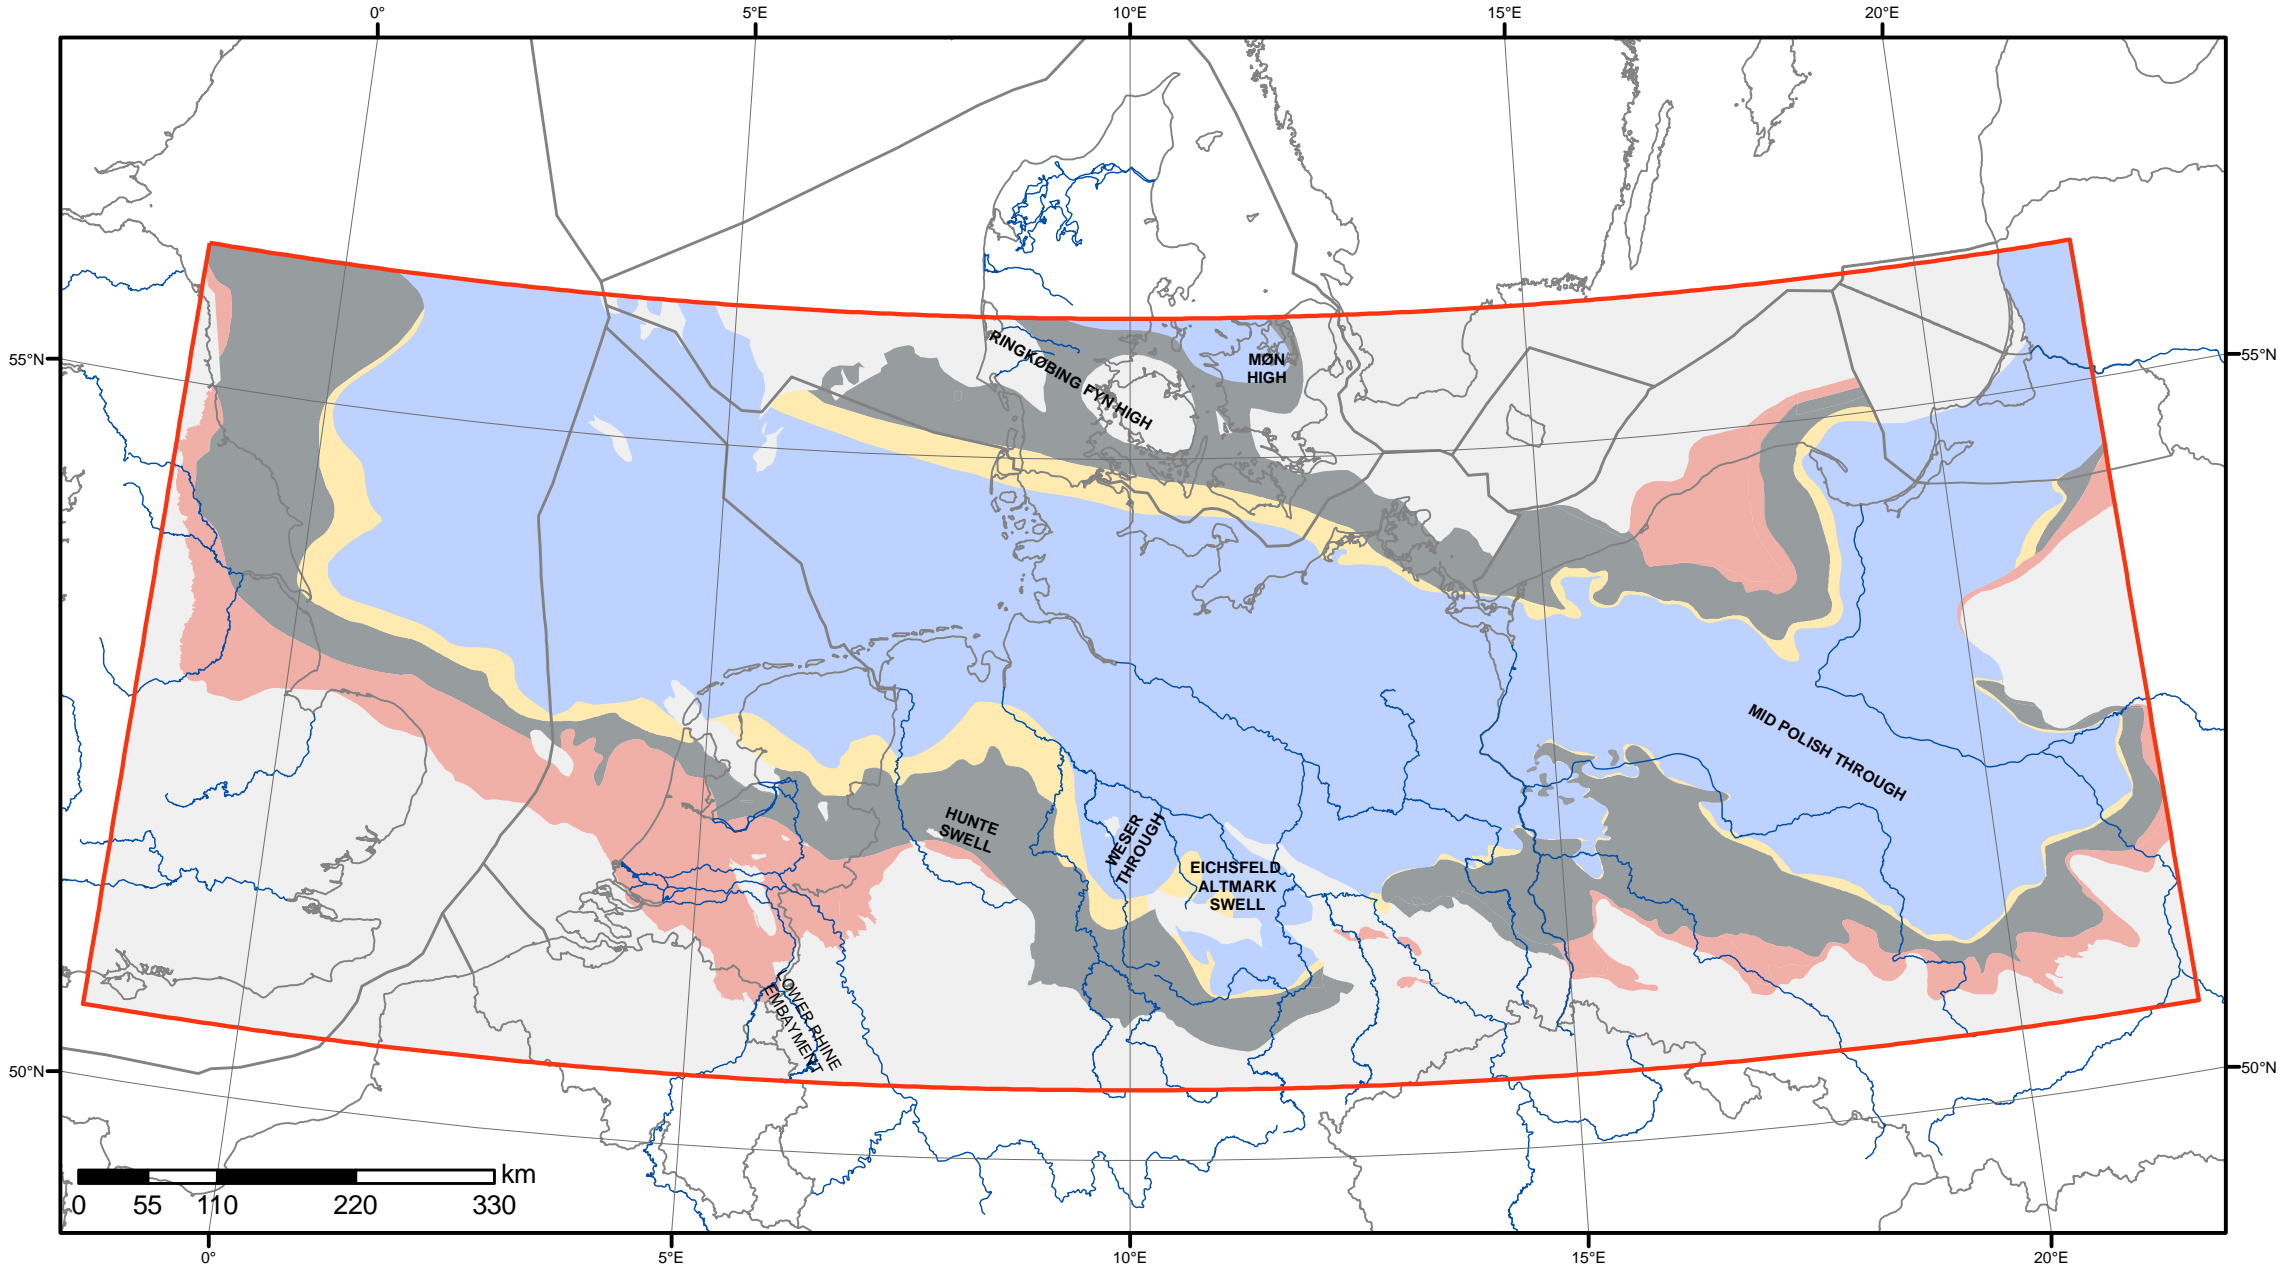 0°
5°E
10°E
15°E
20°E
55°N
55°N
RINGKØBING FYN HIGH
MØN
HIGH
MID POLISH THROUGH
HUNTE
SWELL
WESER
THROUGH
EICHSFELD
ALTMARK
SWELL
LOWER RHINE
EMBAYMENT
50°N
50°N
km
0
55
110
220
330
0°
5°E
10°E
15°E
20°E